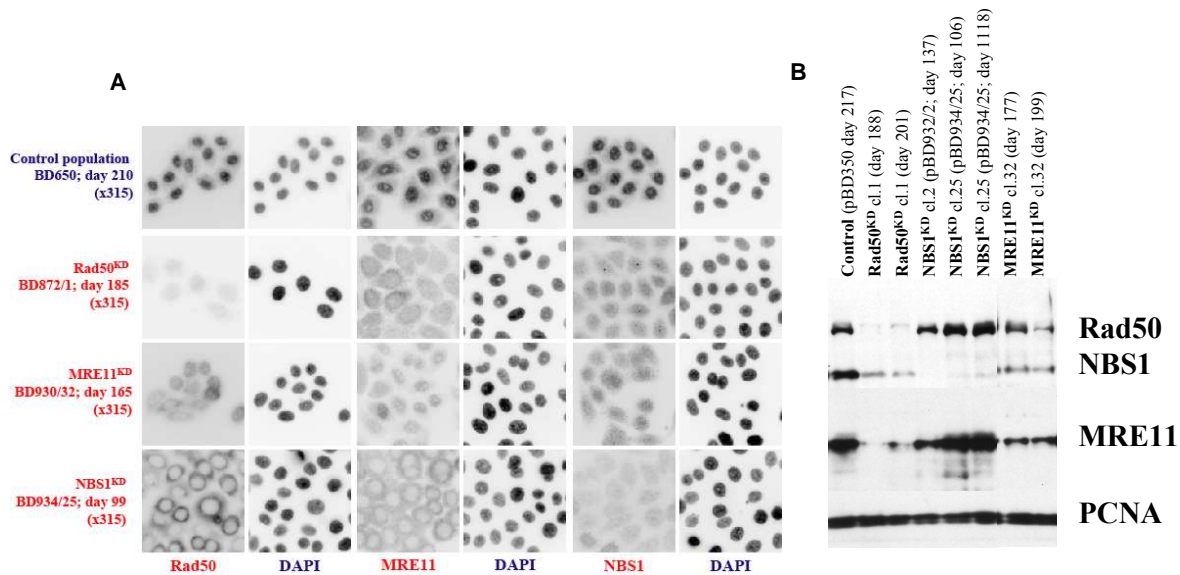 A
Control population
BD650; day 210
(x315)
Rad50KD
BD872/1; day 185
(x315)
MRE11KD
BD930/32; day 165
(x315)
NBS1KD
BD934/25; day 99
(x315)
Rad50
DAPI
MRE11
DAPI
NBS1
DAPI
B
Control (pBD350 day 217)
Rad50KD cl.1 (day 188)
Rad50KD cl.1 (day 201)
NBS1KD cl.2 (pBD932/2; day 137)
NBS1KD cl.25 (pBD934/25; day 106)
NBS1KD cl.25 (pBD934/25; day 1118)
MRE11KD cl.32 (day 177)
MRE11KD cl.32 (day 199)
Rad50
NBS1
MRE11
PCNA